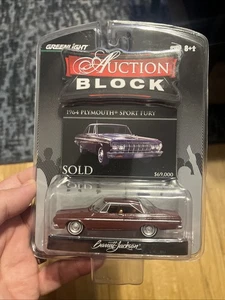 GREENLIGHT
8+
AUCTION
BLOCK
1964 PLYMOUTH® SPORT FURY
SOLD
$69,000
Barrett-Jackson